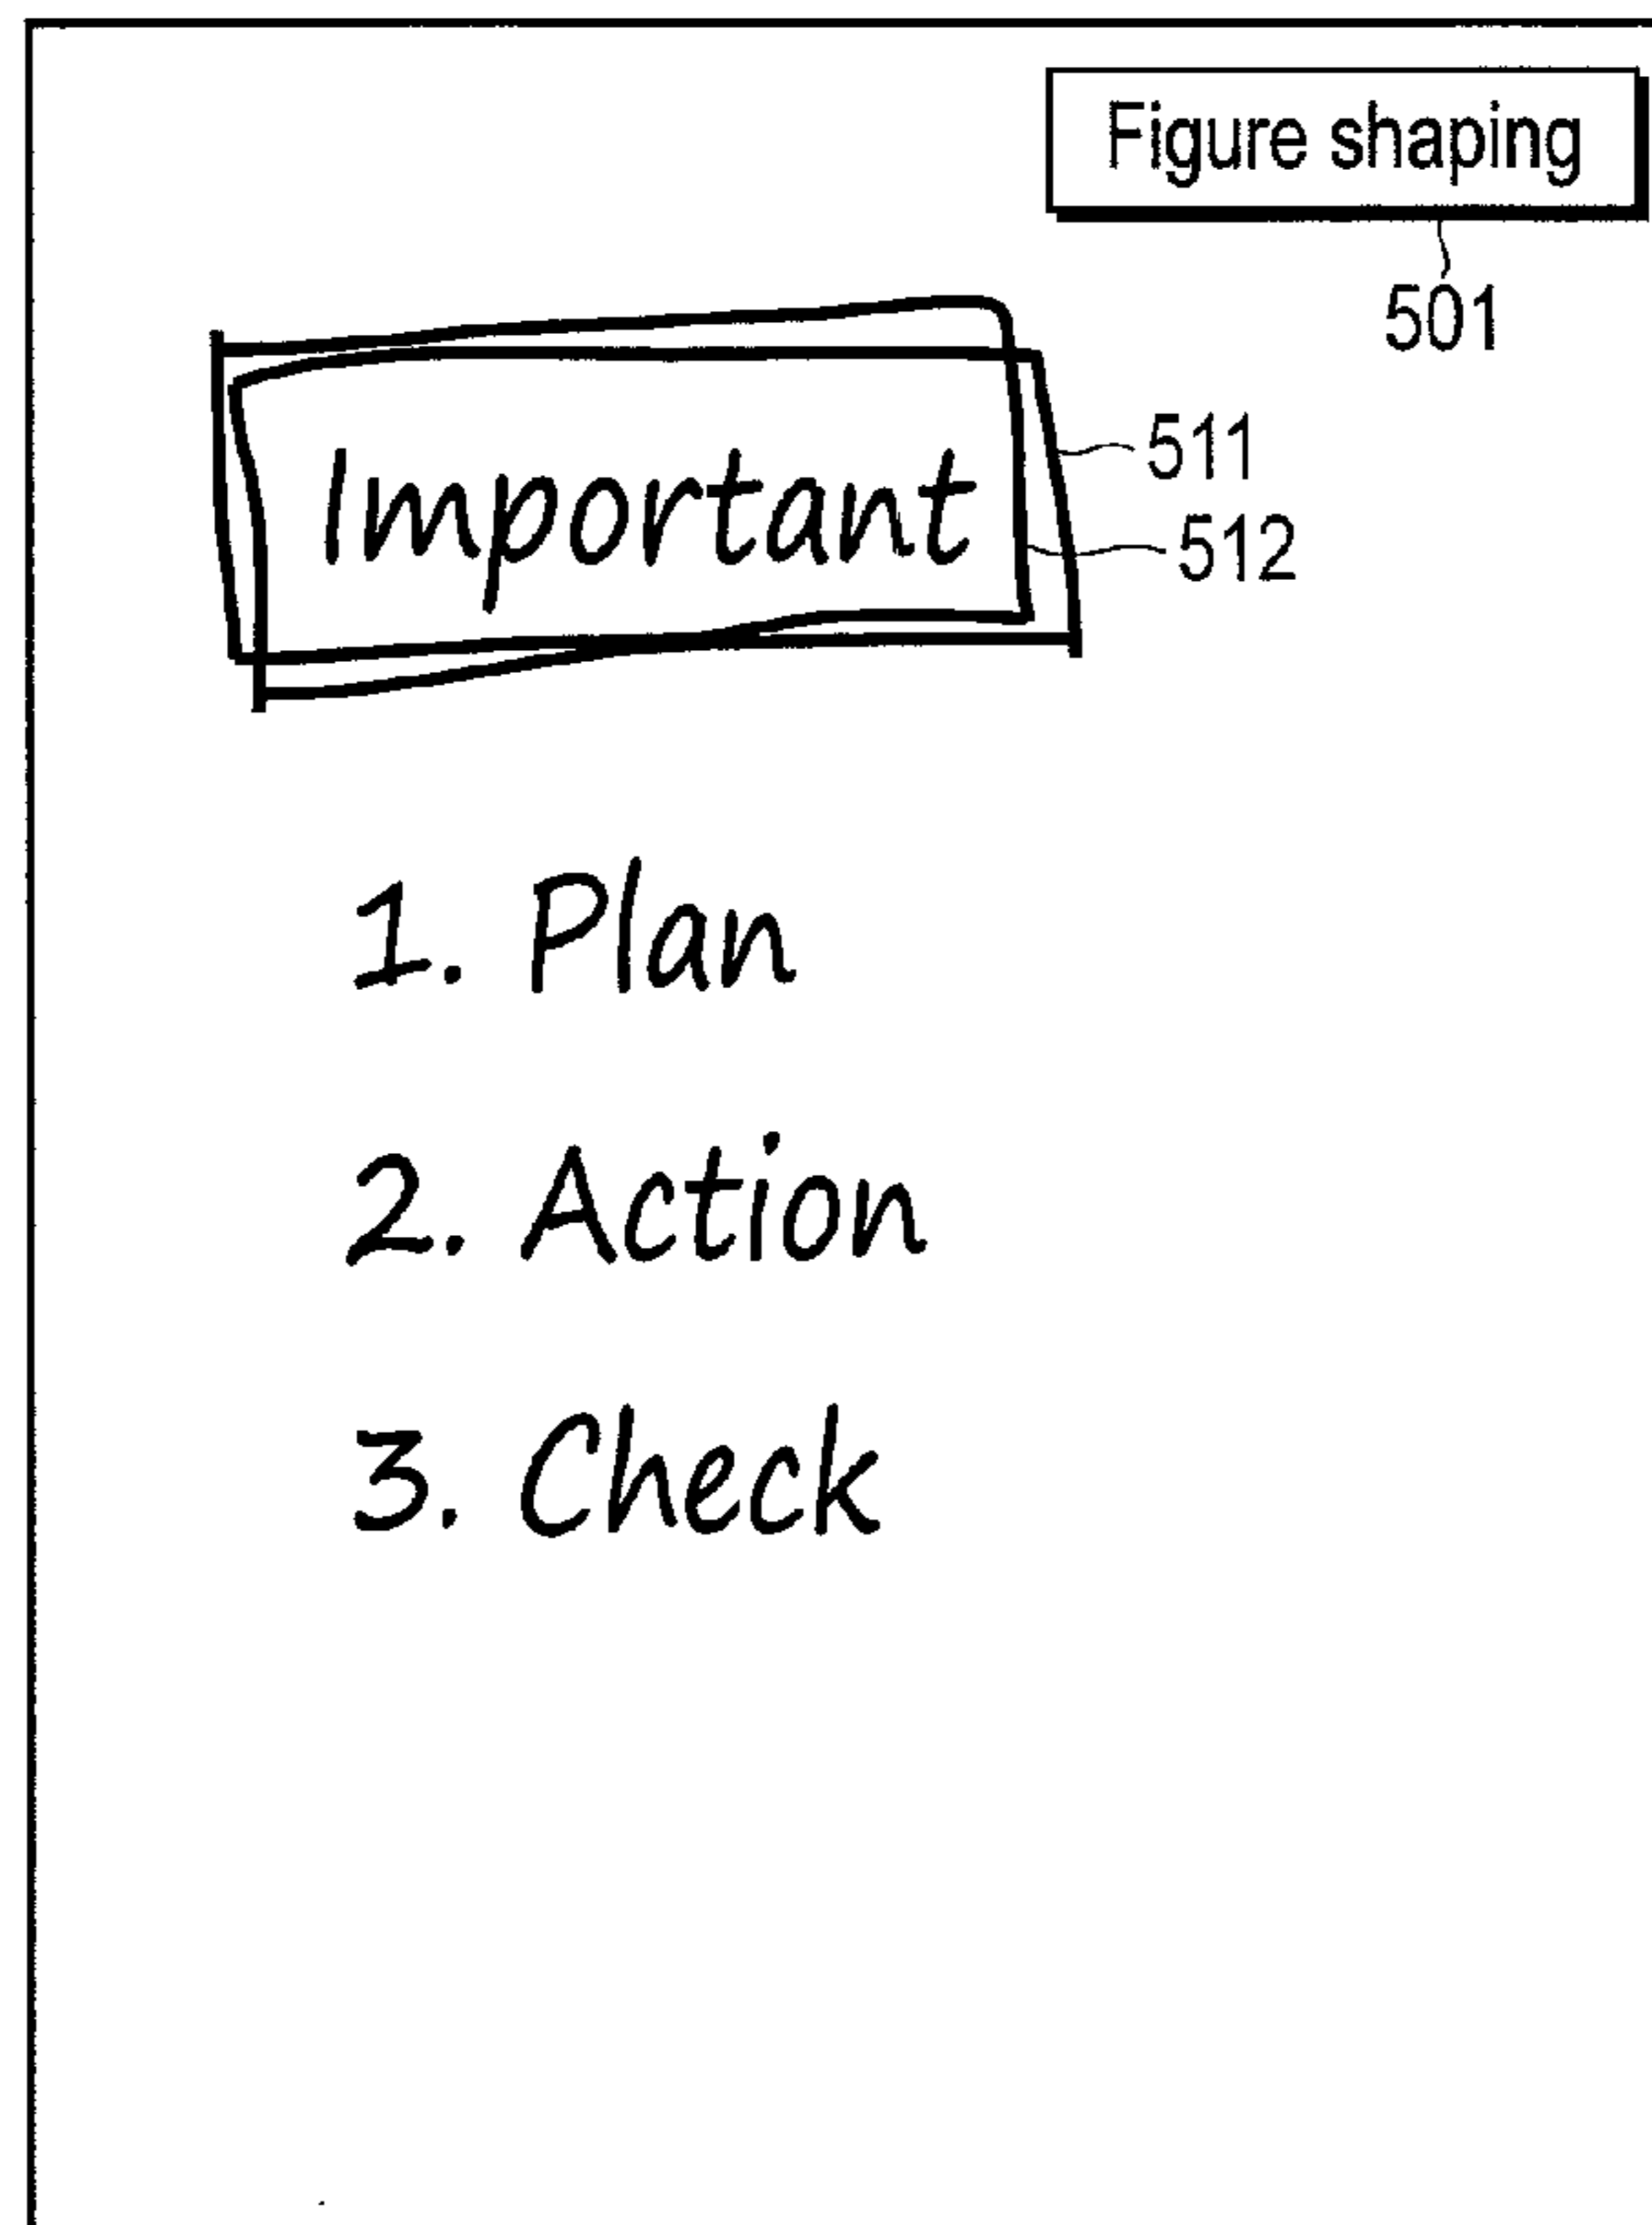 Figure shaping
501
511
Important
512
1. Plan
2. Action
3. Check